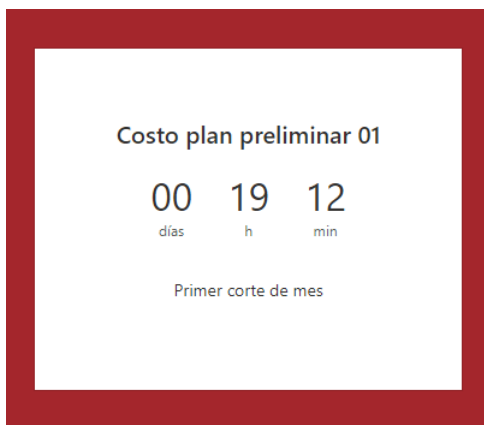 Costo plan preliminar 01
00 19 12
días h min
Primer corte de mes